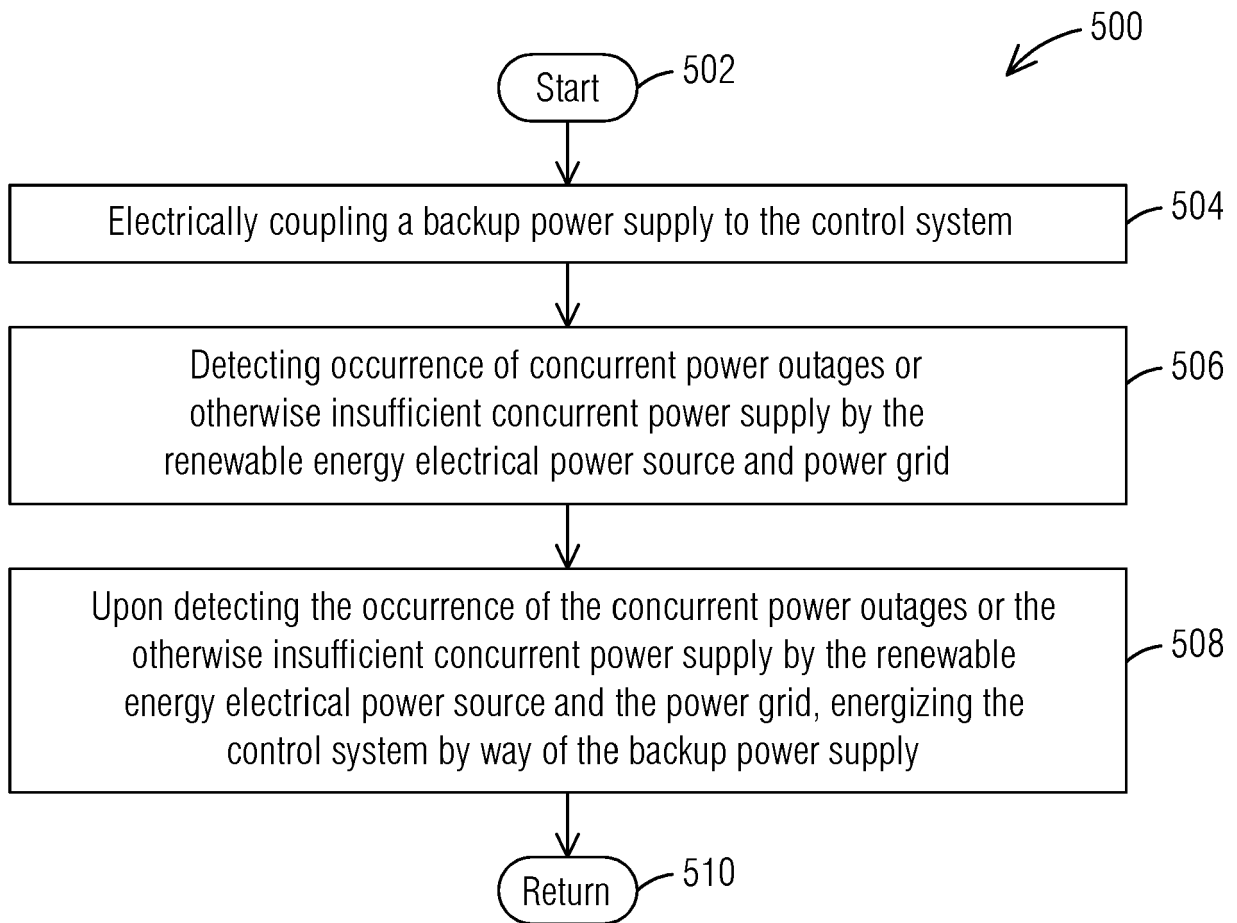 500
Start
502
Electrically coupling a backup power supply to the control system
504
Detecting occurrence of concurrent power outages or
otherwise insufficient concurrent power supply by the
renewable energy electrical power source and power grid
506
Upon detecting the occurrence of the concurrent power outages or the
otherwise insufficient concurrent power supply by the renewable
energy electrical power source and the power grid, energizing the
control system by way of the backup power supply
508
Return
510